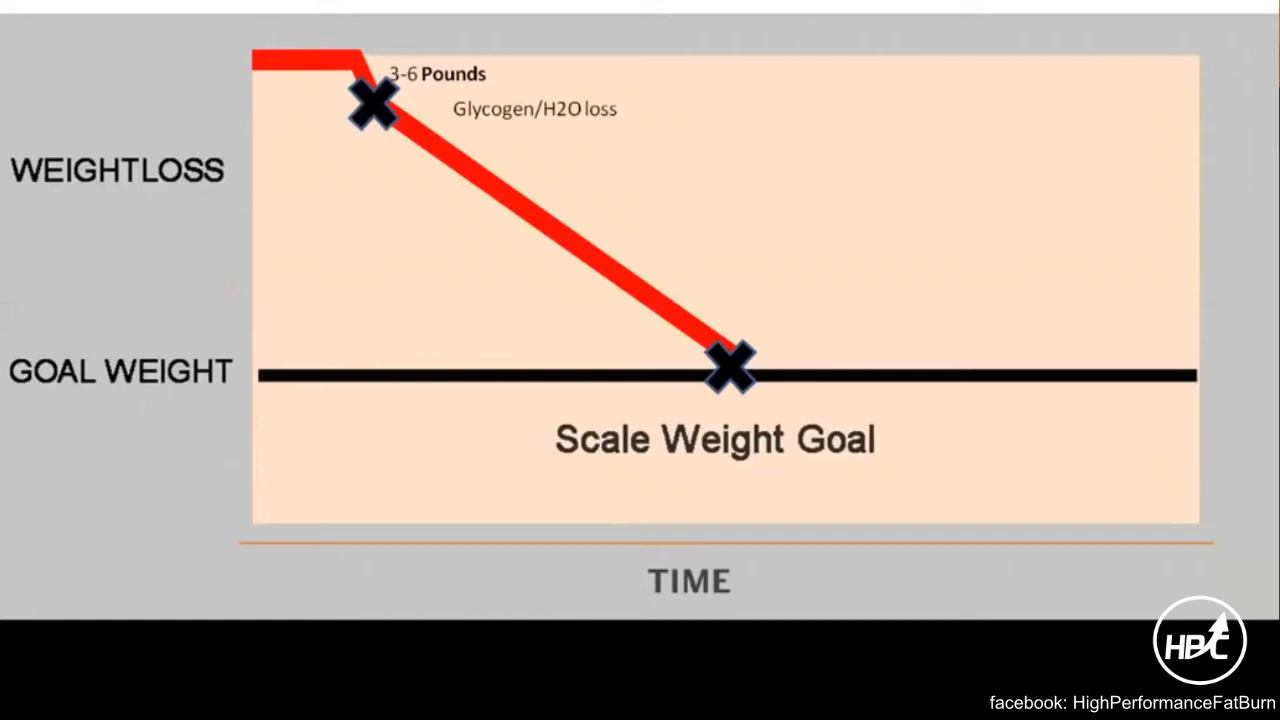 3-6 Pounds
Glycogen/H2O loss
WEIGHTLOSS
GOAL WEIGHT
Scale Weight Goal
TIME
HPC
facebook: HighPerformanceFatBurn